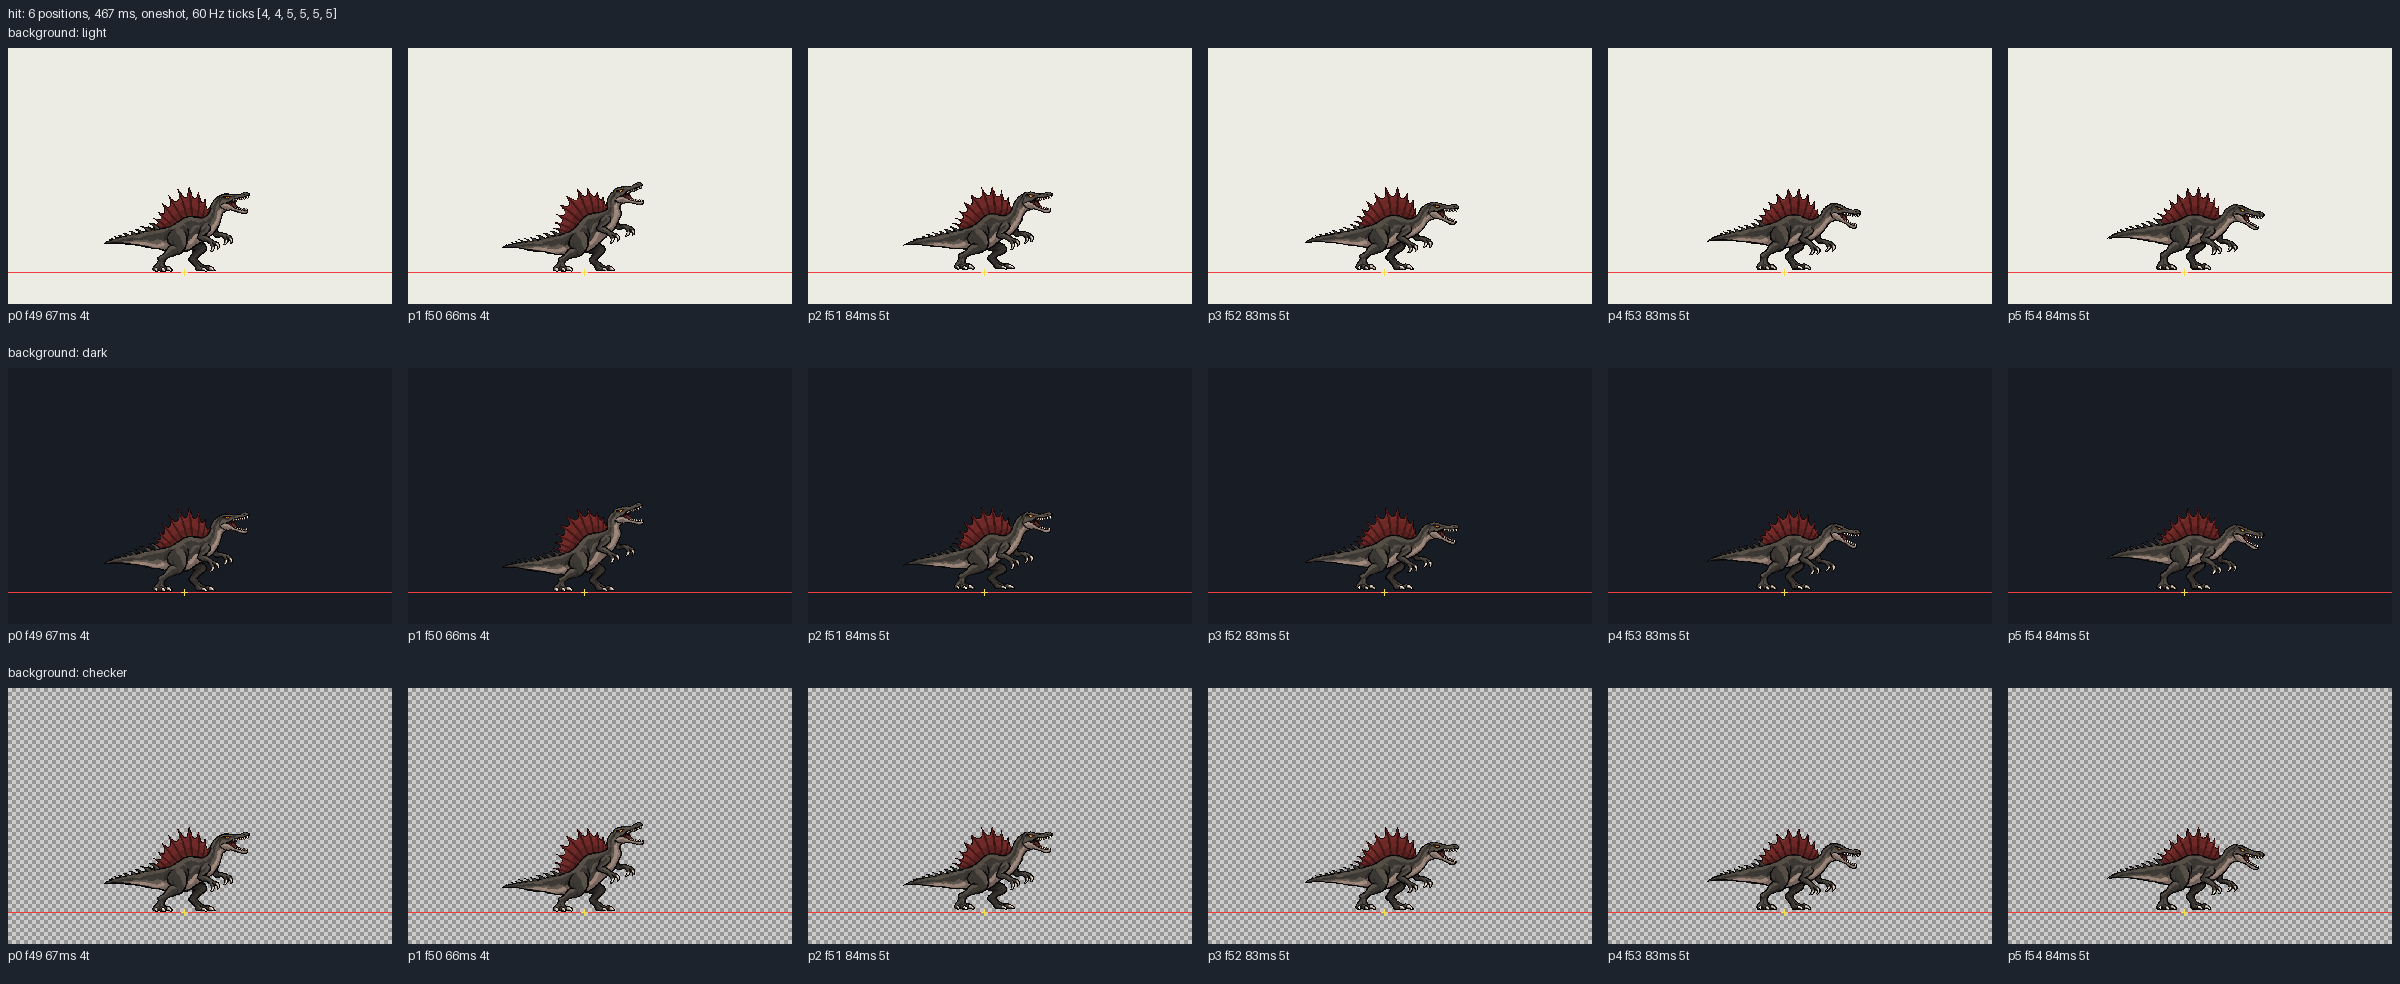 hit: 6 positions, 467 ms, oneshot, 60 Hz ticks [4, 4, 5, 5, 5, 5]
background: light
p0 f49 67ms 4t
p1 f50 66ms 4t
p2 f51 84ms 5t
p3 f52 83ms 5t
p4 f53 83ms 5t
p5 f54 84ms 5t
background: dark
p0 f49 67ms 4t
p1 f50 66ms 4t
p2 f51 84ms 5t
p3 f52 83ms 5t
p4 f53 83ms 5t
p5 f54 84ms 5t
background: checker
p0 f49 67ms 4t
p1 f50 66ms 4t
p2 f51 84ms 5t
p3 f52 83ms 5t
p4 f53 83ms 5t
p5 f54 84ms 5t